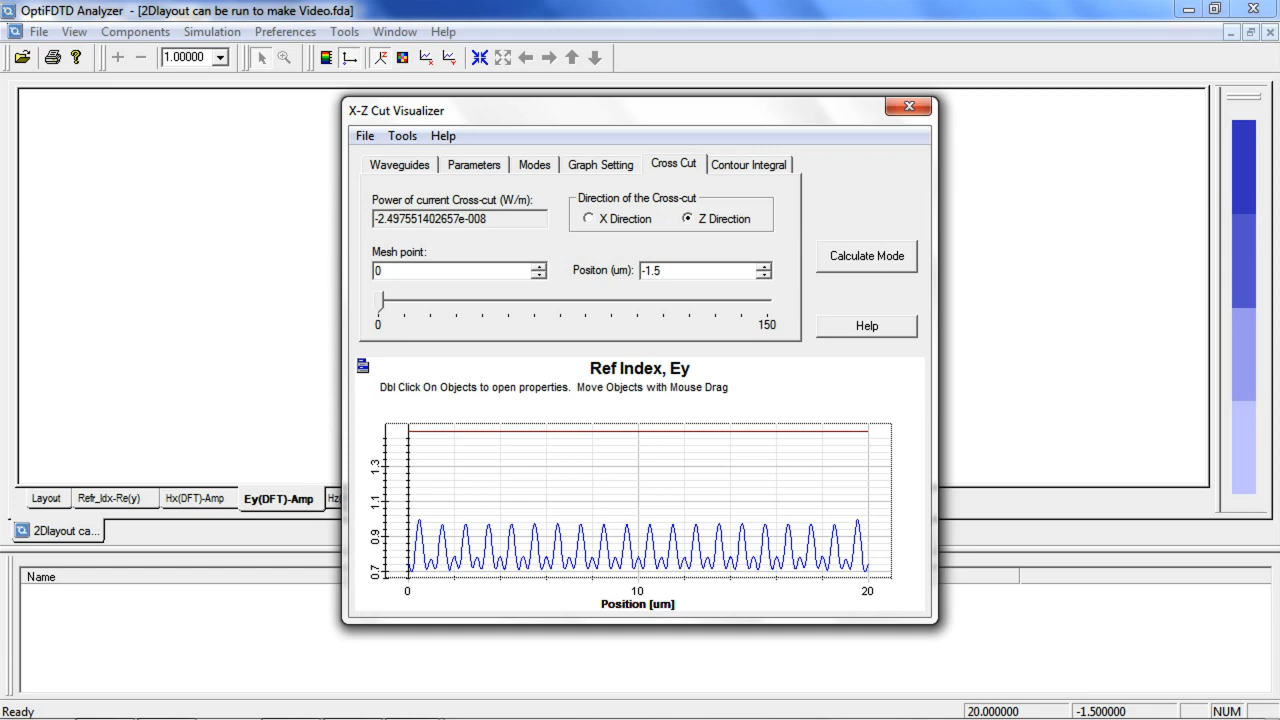 OptiFDTD Analyzer - [2Dlayout can be run to make Video.fda]
File View Components Simulation Preferences Tools Window Help
1.00000
X-Z Cut Visualizer
File Tools Help
Waveguides Parameters Modes Graph Setting Cross Cut Contour Integral
Power of current Cross-cut (W/m):
-2.497551402657e-008
Direction of the Cross-cut
X Direction Z Direction
Mesh point:
0
Positon (um): -1.5
0 150
Calculate Mode
Help
Ref Index, Ey
Dbl Click On Objects to open properties. Move Objects with Mouse Drag
1.3
1.1
0.9
0.7
0 10 20
Position [um]
Layout Refr_Idx-Re(y) Hx(DFT)-Amp Ey(DFT)-Amp Hz
2Dlayout ca...
Name
Ready 20.000000 -1.500000 NUM